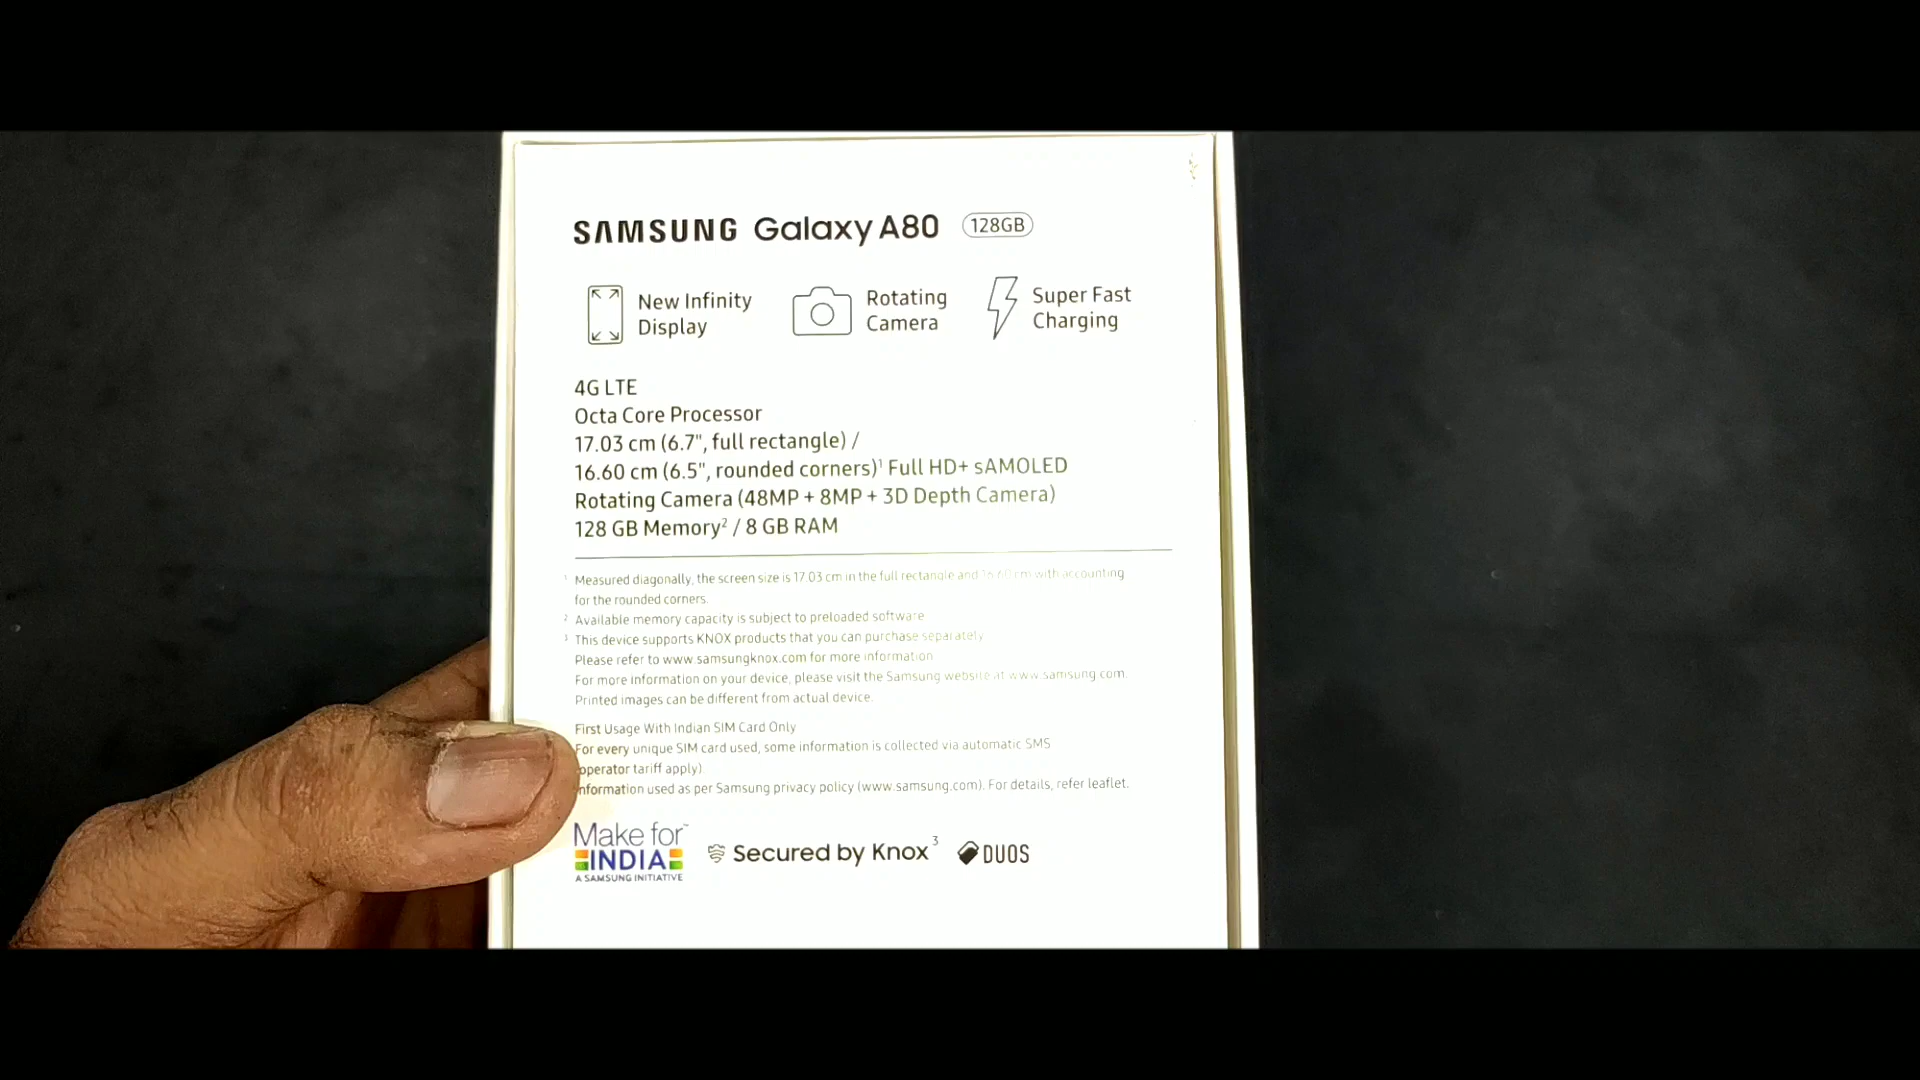 SAMSUNG Galaxy A80 128GB
New Infinity Display
Rotating Camera
Super Fast Charging
4G LTE
Octa Core Processor
17.03 cm (6.7", full rectangle) /
16.60 cm (6.5", rounded corners)¹ Full HD+ sAMOLED
Rotating Camera (48MP + 8MP + 3D Depth Camera)
128 GB Memory² / 8 GB RAM
¹ Measured diagonally, the screen size is 17.03 cm in the full rectangle and 16.60 cm with accounting
for the rounded corners.
² Available memory capacity is subject to preloaded software
³ This device supports KNOX products that you can purchase separately
Please refer to www.samsungknox.com for more information
For more information on your device, please visit the Samsung website at www.samsung.com.
Printed images can be different from actual device.
First Usage With Indian SIM Card Only
For every unique SIM card used, some information is collected via automatic SMS
operator tariff apply)
nformation used as per Samsung privacy policy (www.samsung.com). For details, refer leaflet.
Make for™
INDIA
A SAMSUNG INITIATIVE
Secured by Knox³
DUOS